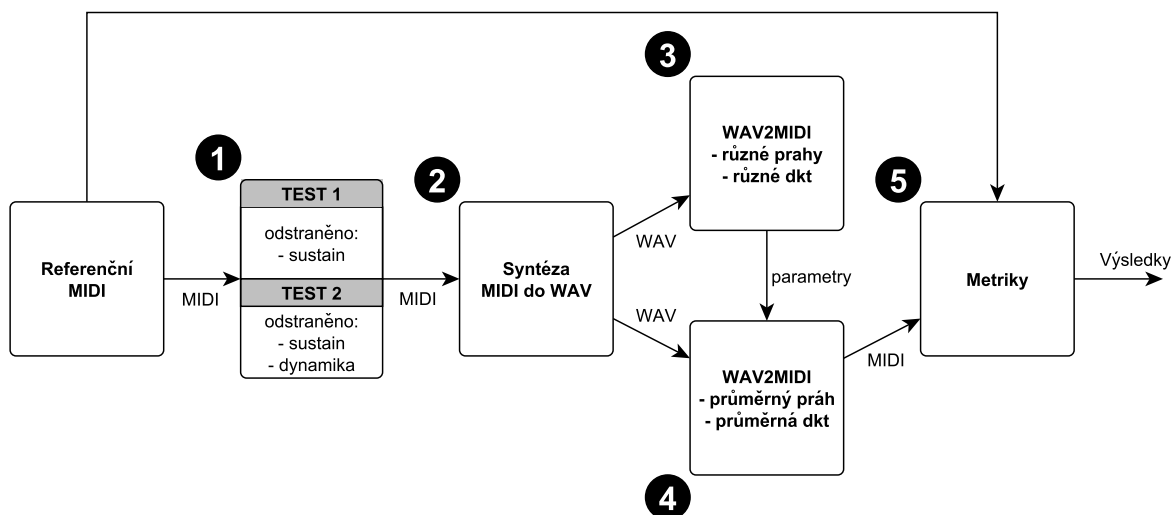 Referenční
MIDI
MIDI
1
TEST 1
odstraněno:
- sustain
TEST 2
odstraněno:
- sustain
- dynamika
MIDI
2
Syntéza
MIDI do WAV
WAV
WAV
3
WAV2MIDI
- různé prahy
- různé dkt
parametry
4
WAV2MIDI
- průměrný práh
- průměrná dkt
MIDI
5
Metriky
Výsledky